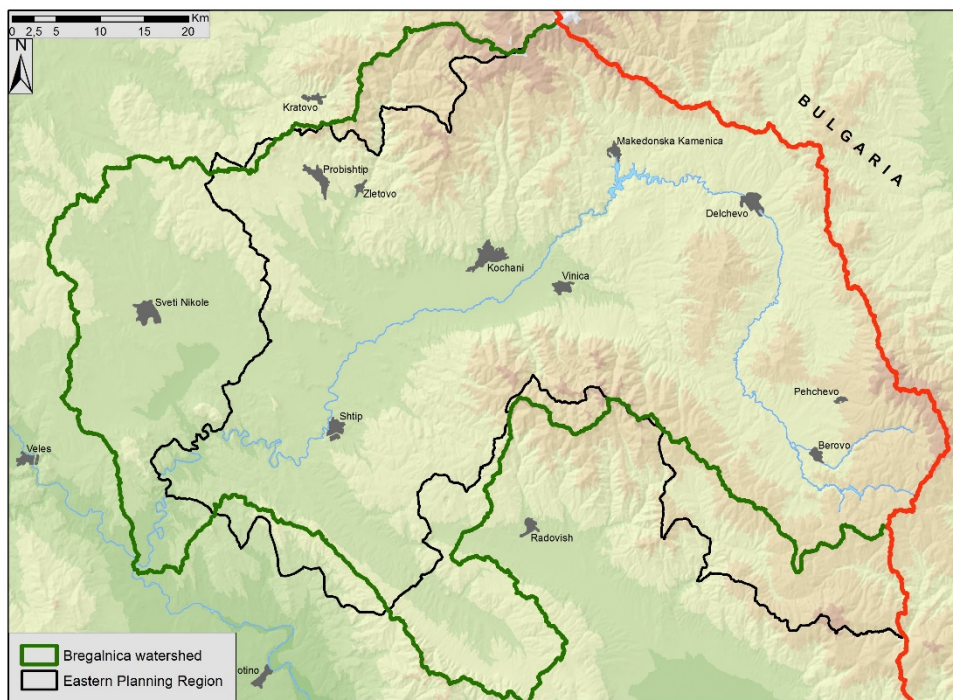 Km
0 2,5 5 10 15 20
N
BULGARIA
Kratovo
Makedonska Kamenica
Probishtip
Zletovo
Delchevo
Kochani
Vinica
Sveti Nikole
Pehchevo
Shtip
Berovo
Veles
Radovish
otino
Bregalnica watershed
Eastern Planning Region